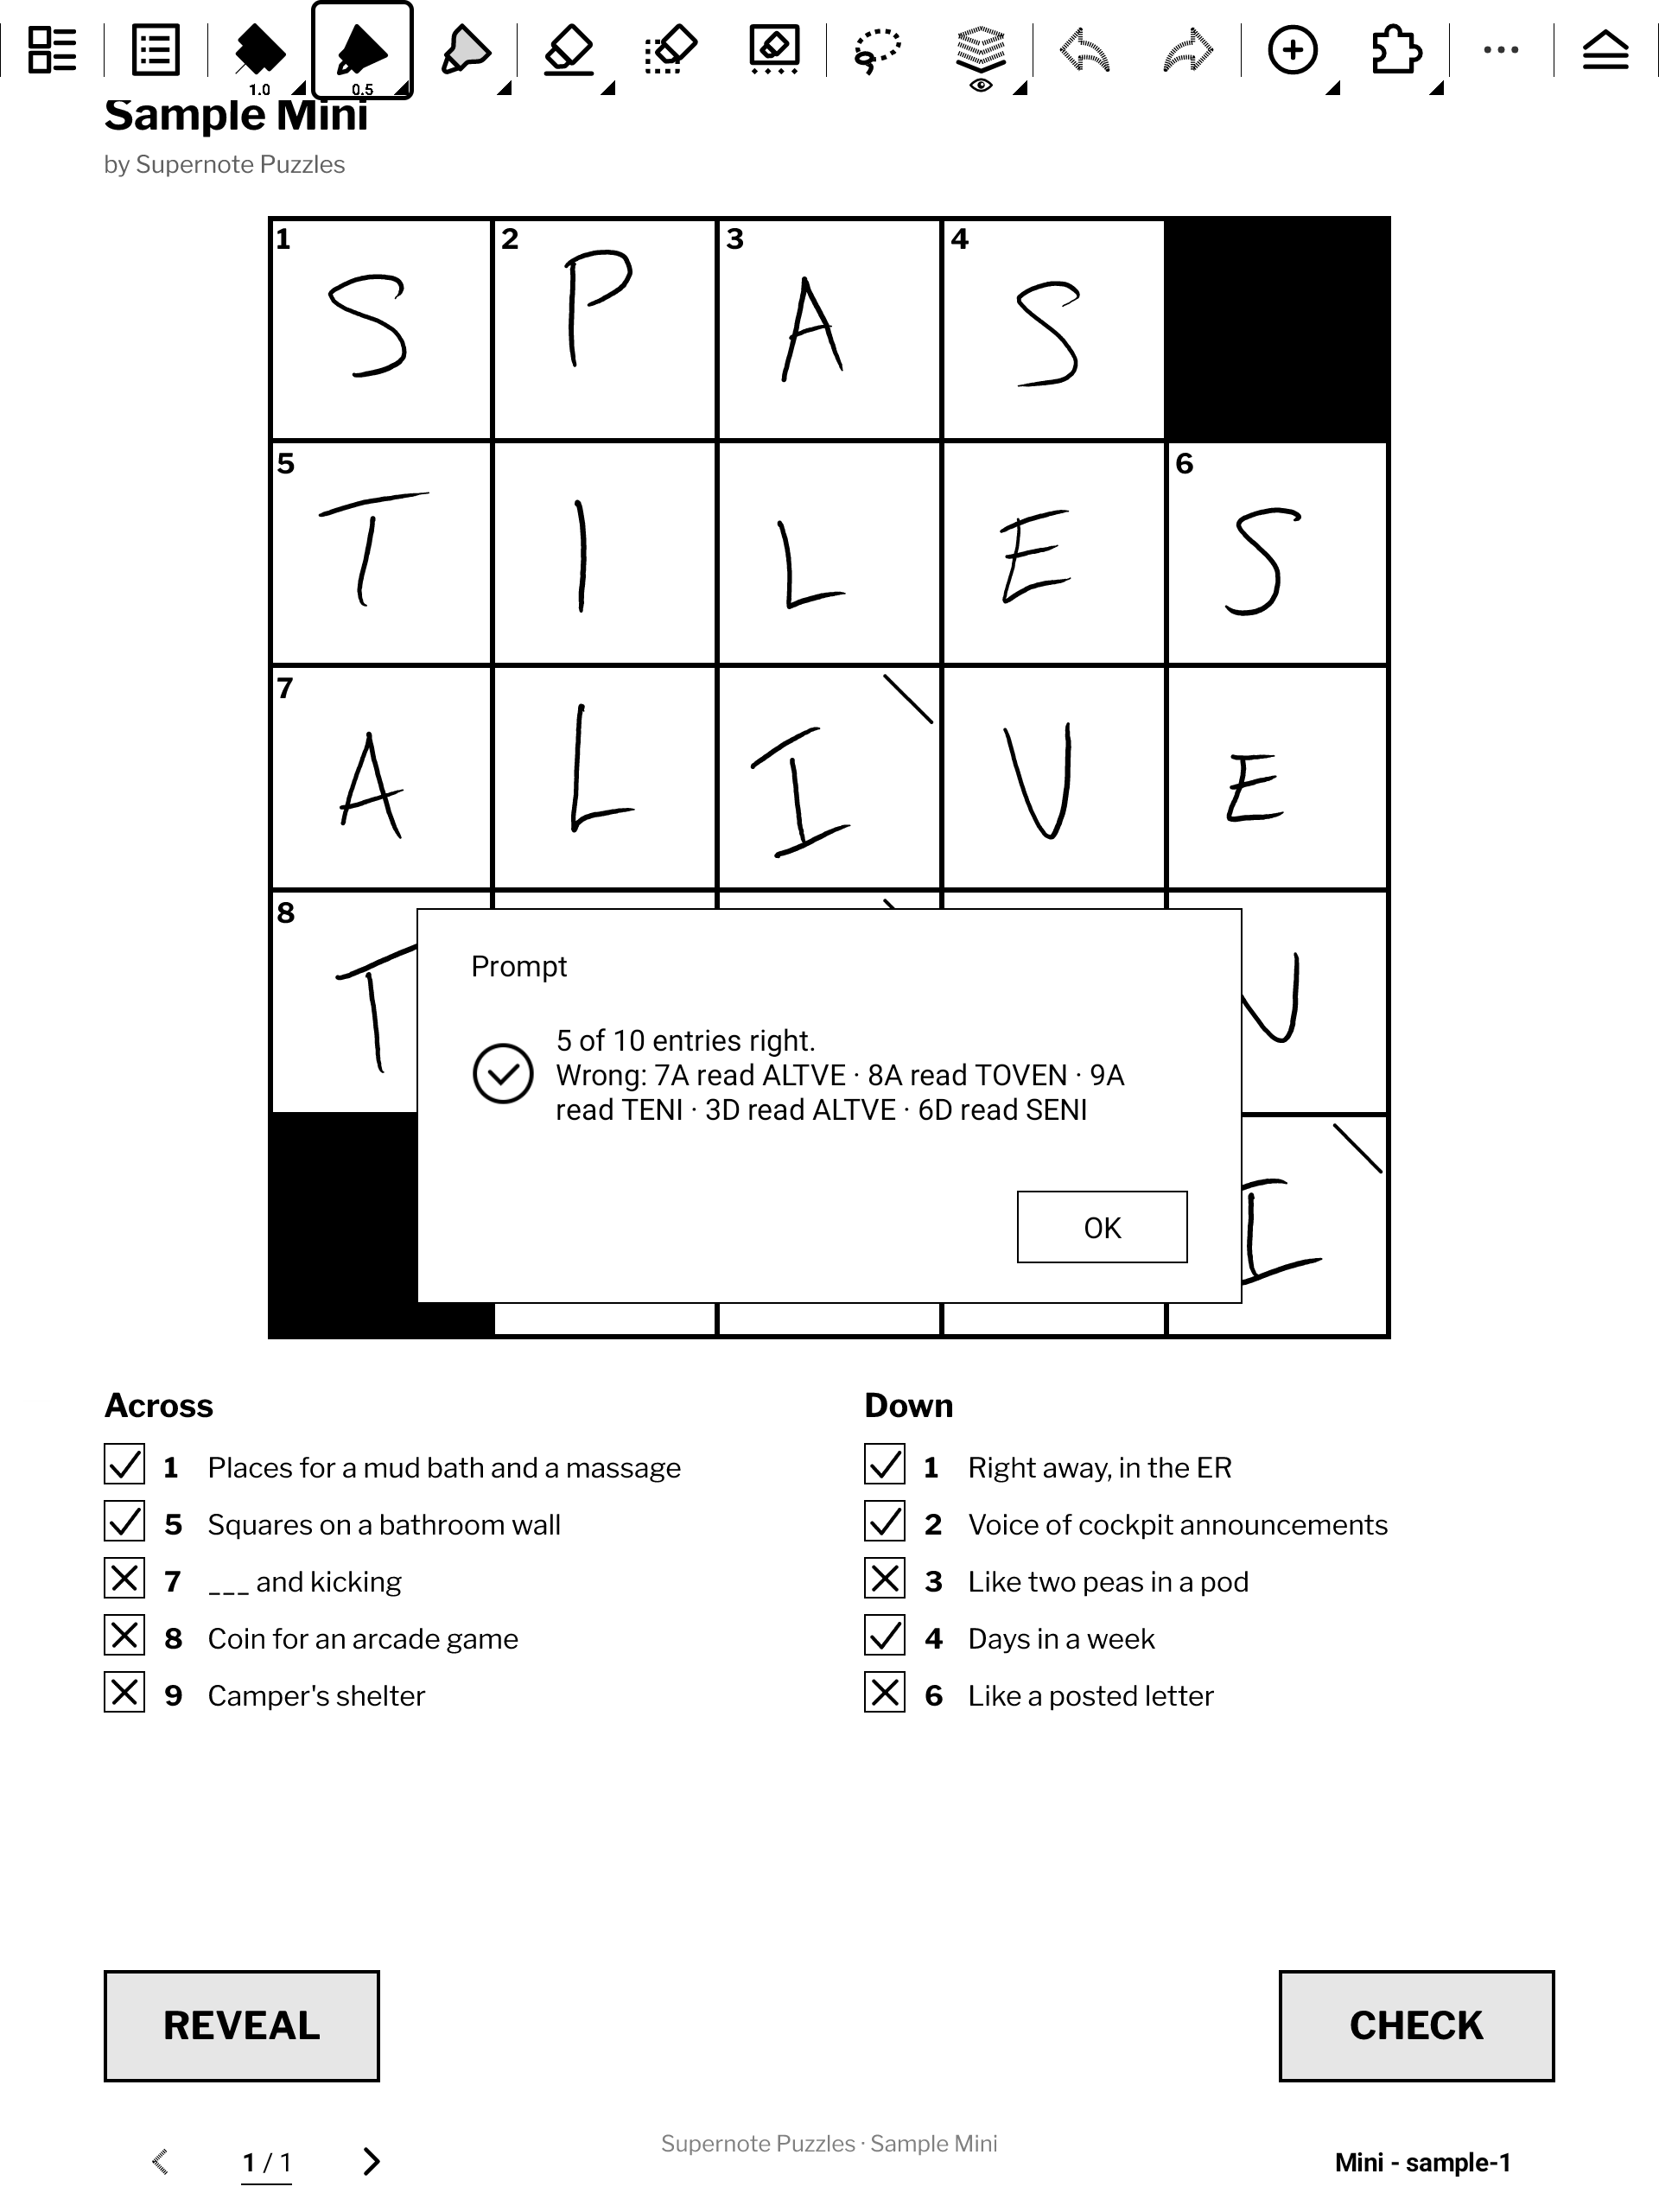 1.0
0.5
Sample Mini
by Supernote Puzzles
1 S 2 P 3 A 4 S
5 T I L E 6 S
7 A L I V E
8 T
Prompt
5 of 10 entries right.
Wrong: 7A read ALTVE · 8A read TOVEN · 9A
read TENI · 3D read ALTVE · 6D read SENI
OK
I
Across
1 Places for a mud bath and a massage
5 Squares on a bathroom wall
7 ___ and kicking
8 Coin for an arcade game
9 Camper's shelter
Down
1 Right away, in the ER
2 Voice of cockpit announcements
3 Like two peas in a pod
4 Days in a week
6 Like a posted letter
REVEAL
CHECK
1 / 1
Supernote Puzzles · Sample Mini
Mini - sample-1